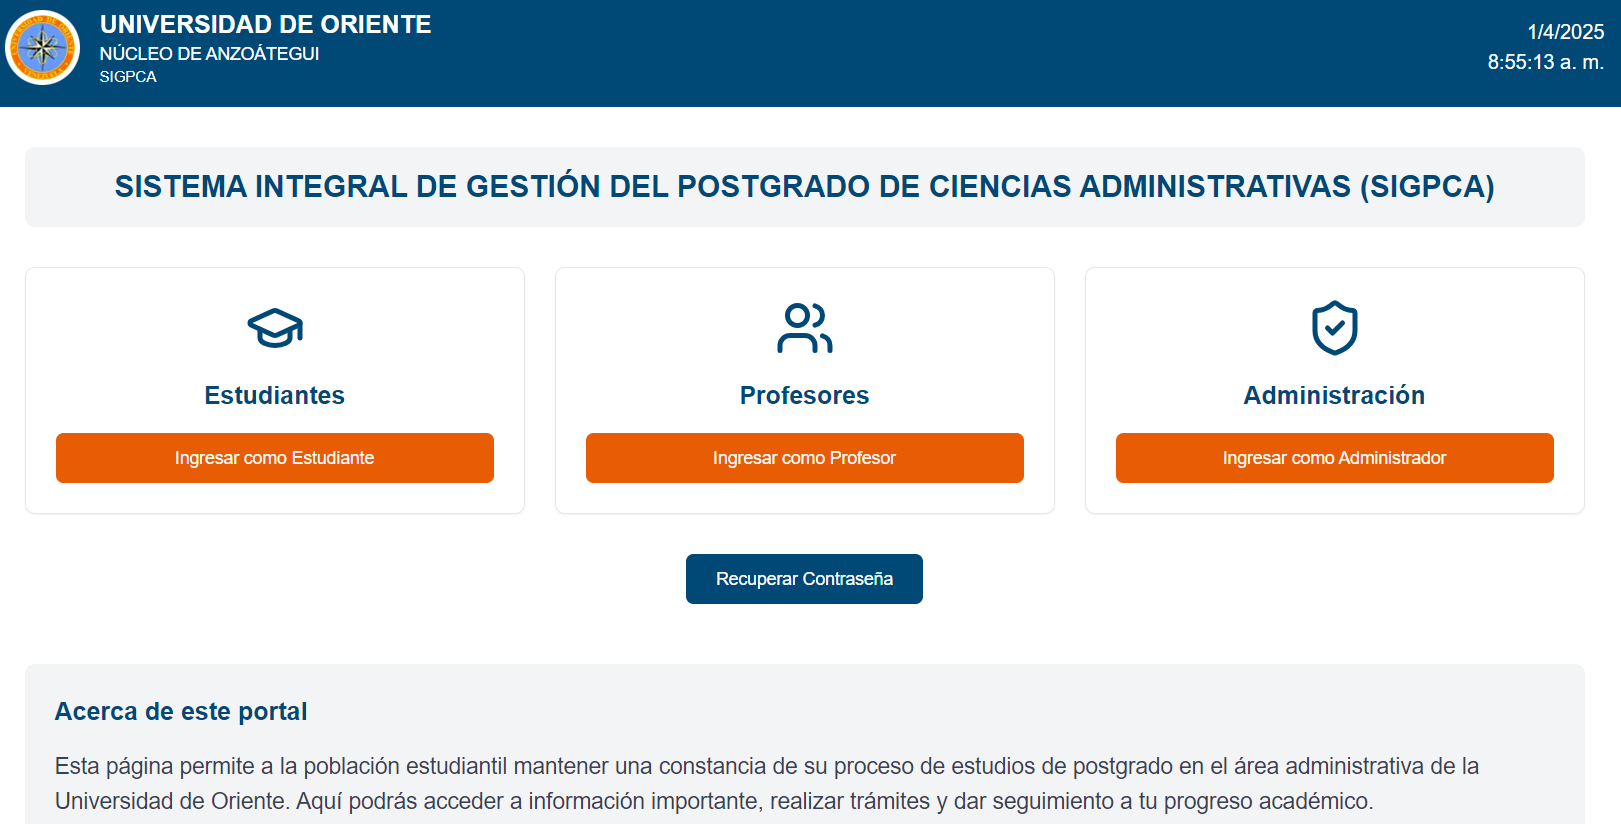 UNIVERSIDAD DE ORIENTE
NÚCLEO DE ANZOÁTEGUI
SIGPCA
1/4/2025
8:55:13 a. m.
SISTEMA INTEGRAL DE GESTIÓN DEL POSTGRADO DE CIENCIAS ADMINISTRATIVAS (SIGPCA)
Estudiantes
Ingresar como Estudiante
Profesores
Ingresar como Profesor
Administración
Ingresar como Administrador
Recuperar Contraseña
Acerca de este portal
Esta página permite a la población estudiantil mantener una constancia de su proceso de estudios de postgrado en el área administrativa de la
Universidad de Oriente. Aquí podrás acceder a información importante, realizar trámites y dar seguimiento a tu progreso académico.